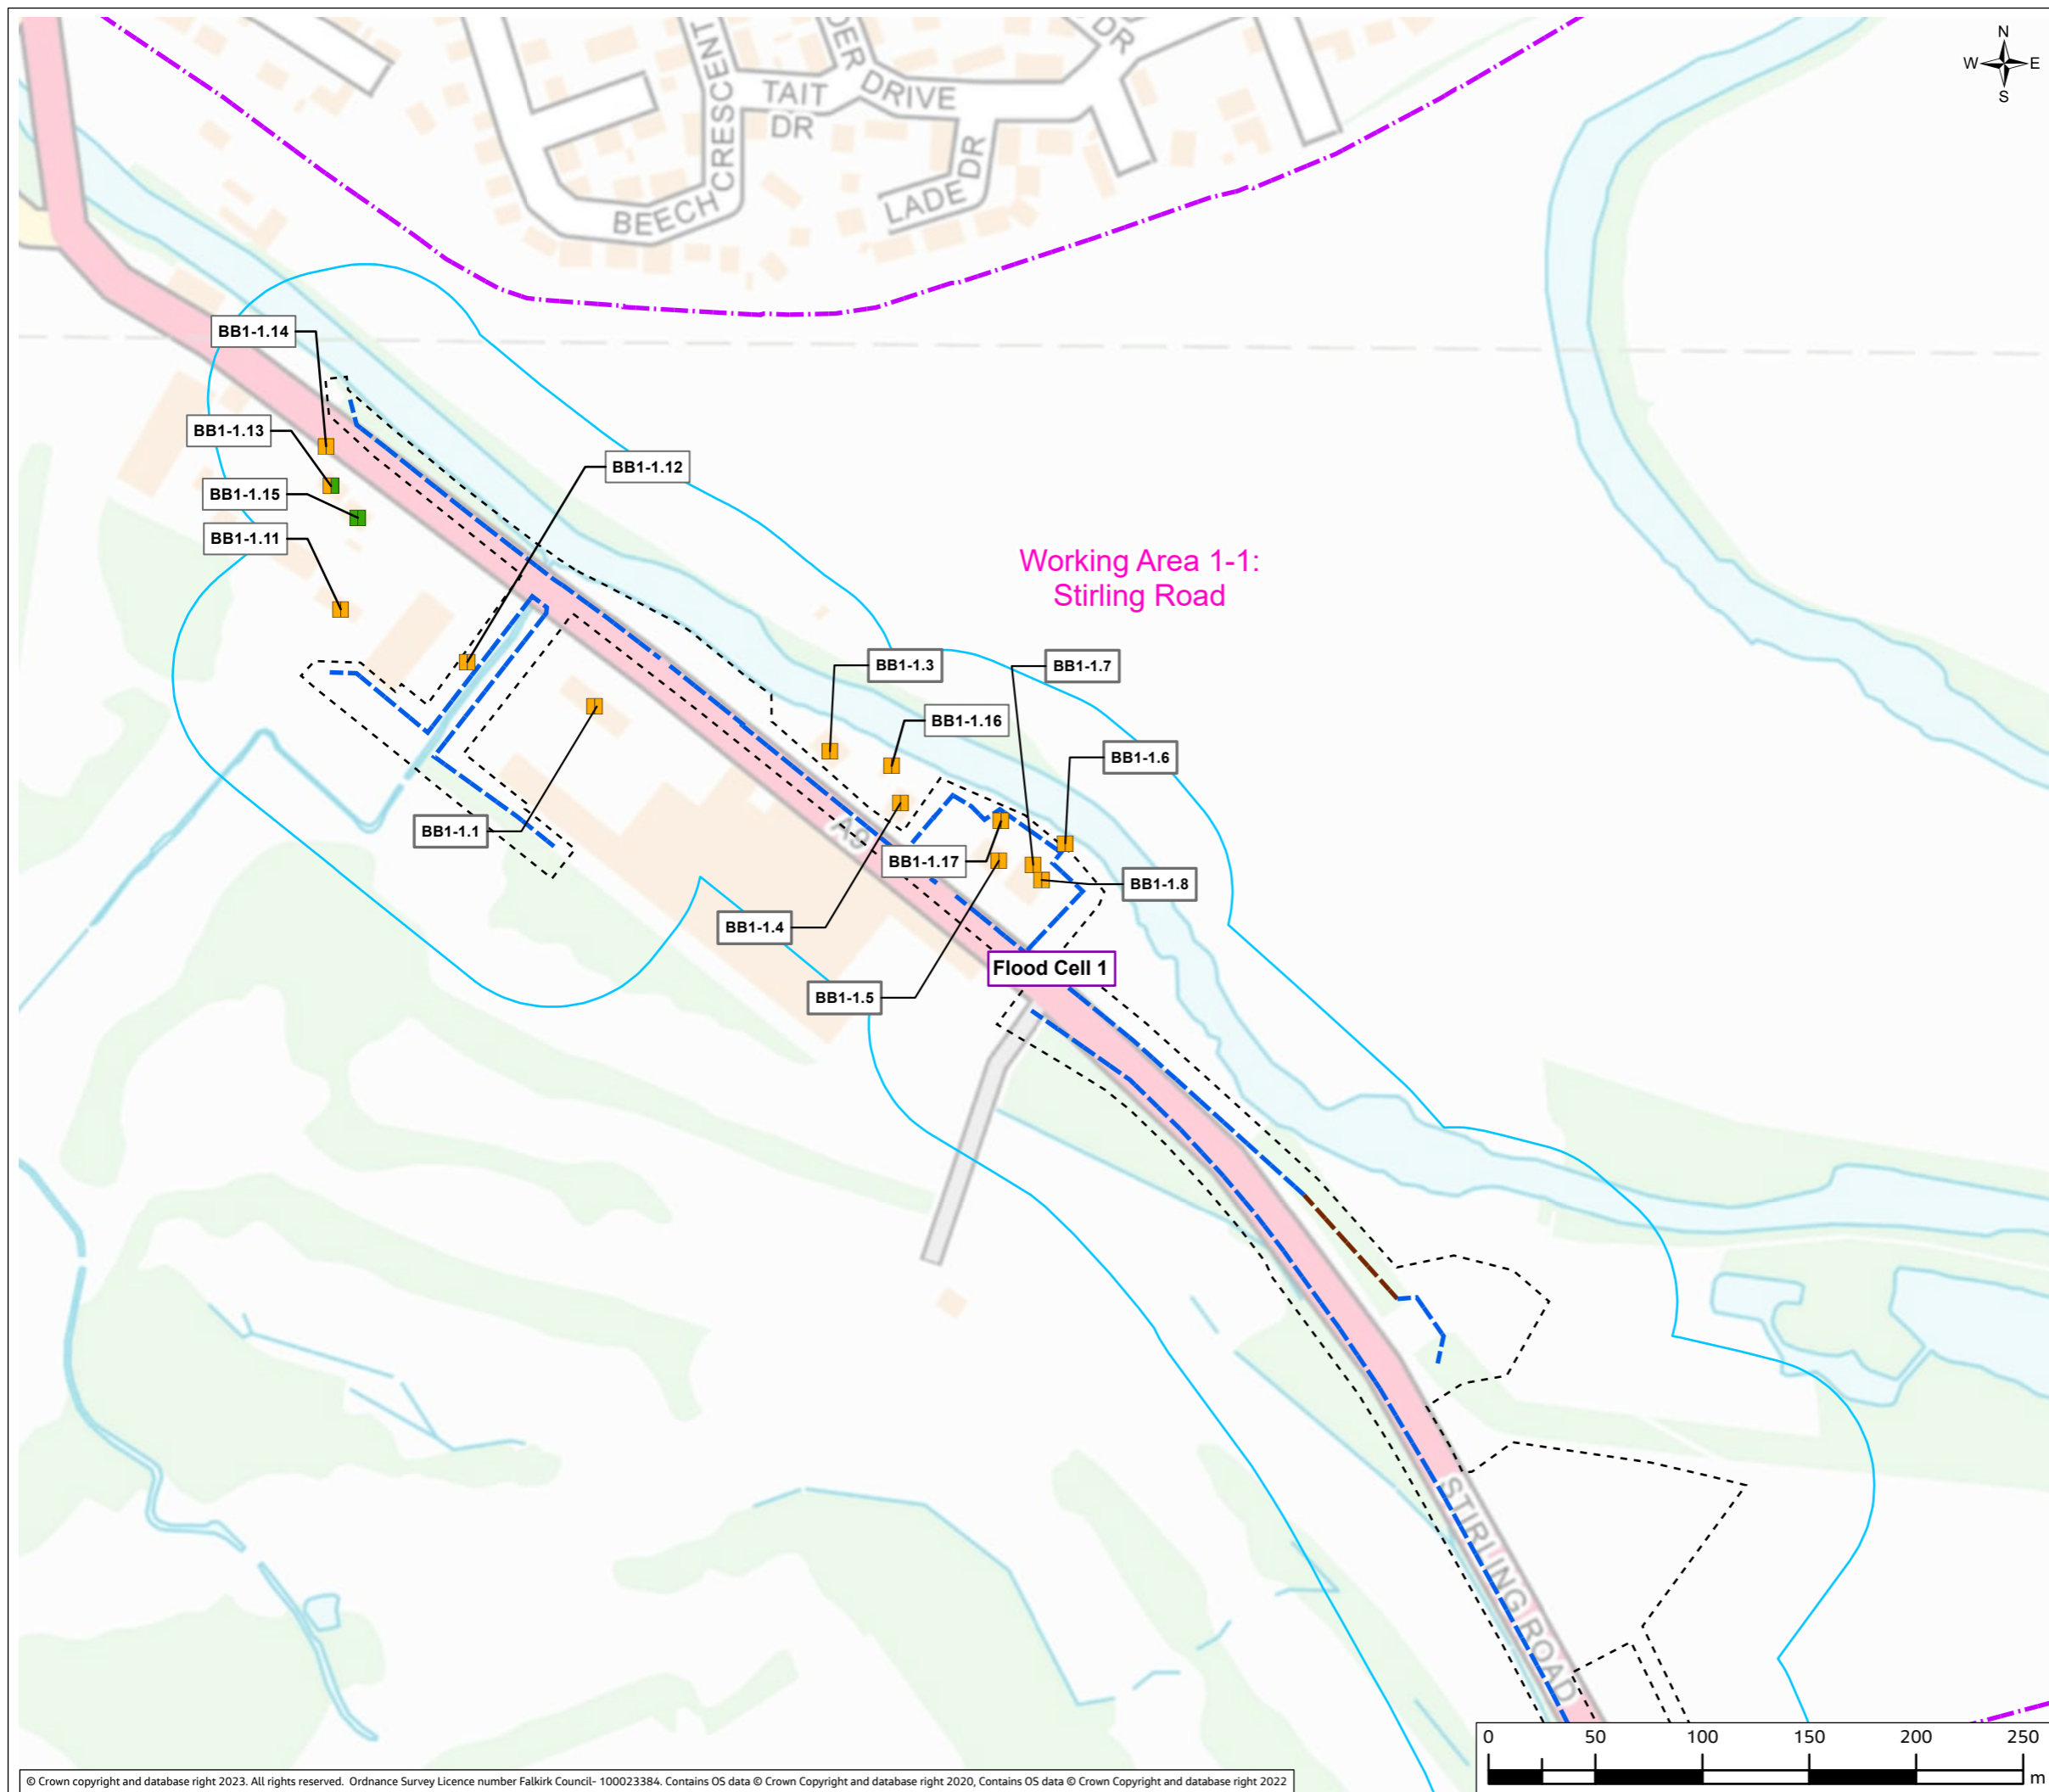 N
W E
S
CRESCENT
DER DRIVE
DR
TAIT
DR
LADE DR
BEECH
BB1-1.14
BB1-1.13
BB1-1.12
BB1-1.15
BB1-1.11
Working Area 1-1:
Stirling Road
BB1-1.3
BB1-1.7
BB1-1.16
BB1-1.6
BB1-1.1
A9
BB1-1.17
BB1-1.8
BB1-1.4
Flood Cell 1
BB1-1.5
STIRLING ROAD
0 50 100 150 200 250
m
© Crown copyright and database right 2023. All rights reserved. Ordnance Survey Licence number Falkirk Council- 100023384. Contains OS data © Crown Copyright and database right 2020, Contains OS data © Crown Copyright and database right 2022